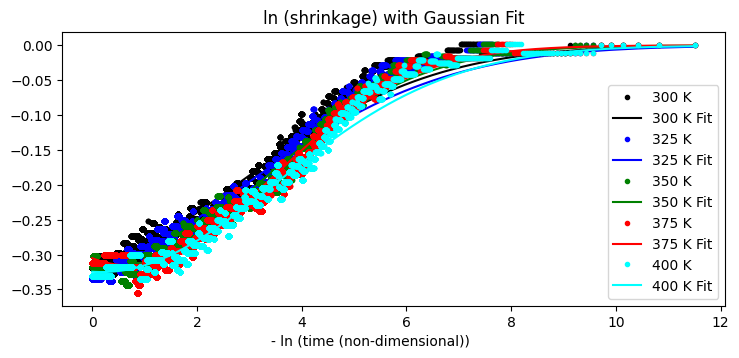 ln (shrinkage) with Gaussian Fit
0.00
−0.05
−0.10
−0.15
−0.20
−0.25
−0.30
−0.35
300 K
300 K Fit
325 K
325 K Fit
350 K
350 K Fit
375 K
375 K Fit
400 K
400 K Fit
0 2 4 6 8 10 12
- ln (time (non-dimensional))